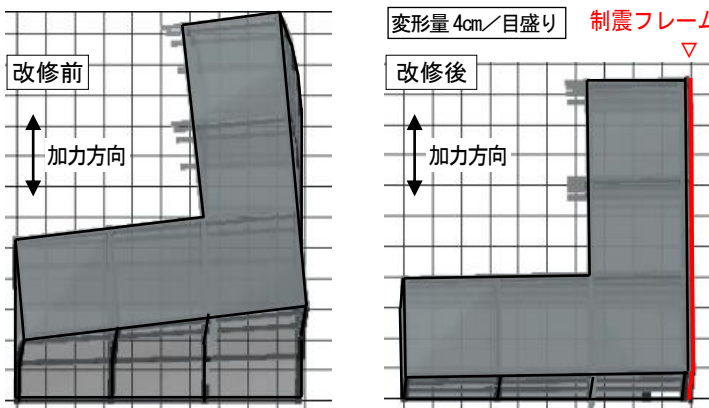 改修前
加力方向
変形量 4cm／目盛り
制震フレーム
▽
改修後
加力方向